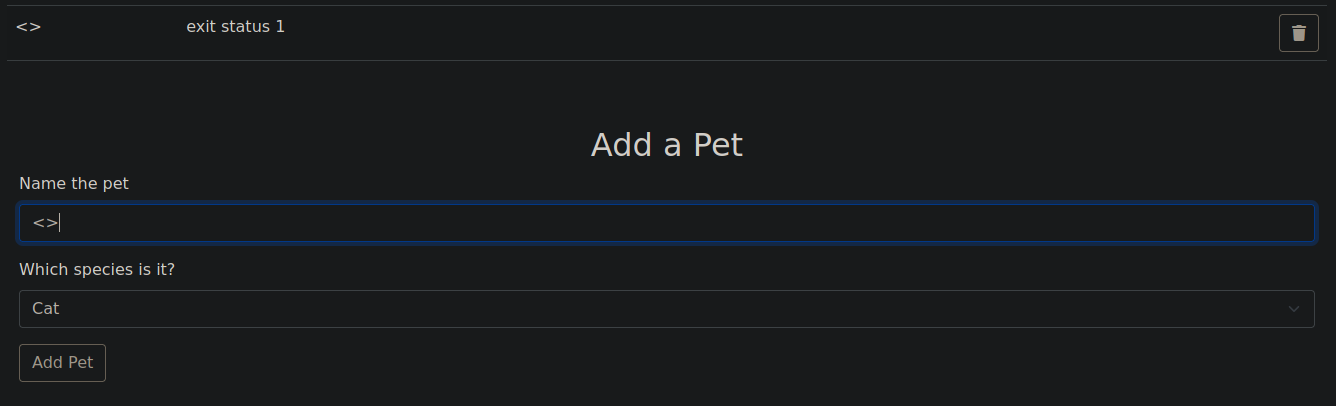 <> exit status 1
Add a Pet
Name the pet
<>
Which species is it?
Cat
Add Pet